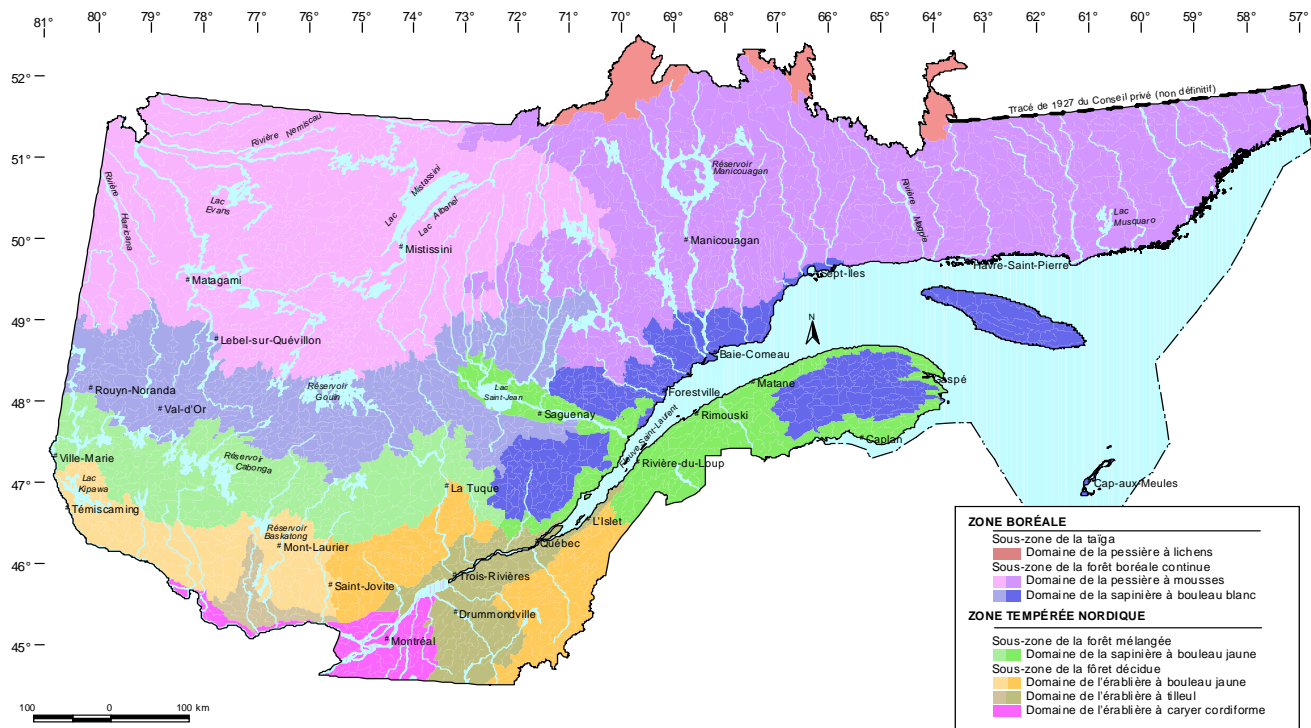 81° 80° 79° 78° 77° 76° 75° 74° 73° 72° 71° 70° 69° 68° 67° 66° 65° 64° 63° 62° 61° 60° 59° 58° 57°
52°
51°
50°
49°
48°
47°
46°
45°
Tracé de 1927 du Conseil privé (non définitif)
Rivière Nemiscau
Rivière Harricana
Lac
Evans
Lac Mistassini
Lac Albanel
Mistissini
Matagami
Réservoir
Manicouagan
Manicouagan
Rivière Magpie
Lac
Musquaro
Sept-Iles
Havre-Saint-Pierre
Lebel-sur-Quévillon
N
Baie-Comeau
Rouyn-Noranda
Val-d'Or
Réservoir
Gouin
Lac
Saint-Jean
Saguenay
Forestville
Matane
Gaspé
Rimouski
Caplan
Fleuve Saint-Laurent
Ville-Marie
Réservoir
Cabonga
Rivière-du-Loup
Lac
Kipawa
Témiscaming
La Tuque
Cap-aux-Meules
Réservoir
Baskatong
Mont-Laurier
L'Islet
Québec
Saint-Jovite
Trois-Rivières
Drummondville
Montréal
100 0 100 km
ZONE BORÉALE
Sous-zone de la taïga
Domaine de la pessière à lichens
Sous-zone de la forêt boréale continue
Domaine de la pessière à mousses
Domaine de la sapinière à bouleau blanc
ZONE TEMPÉRÉE NORDIQUE
Sous-zone de la forêt mélangée
Domaine de la sapinière à bouleau jaune
Sous-zone de la fôret décidue
Domaine de l'érablière à bouleau jaune
Domaine de l'érablière à tilleul
Domaine de l'érablière à caryer cordiforme